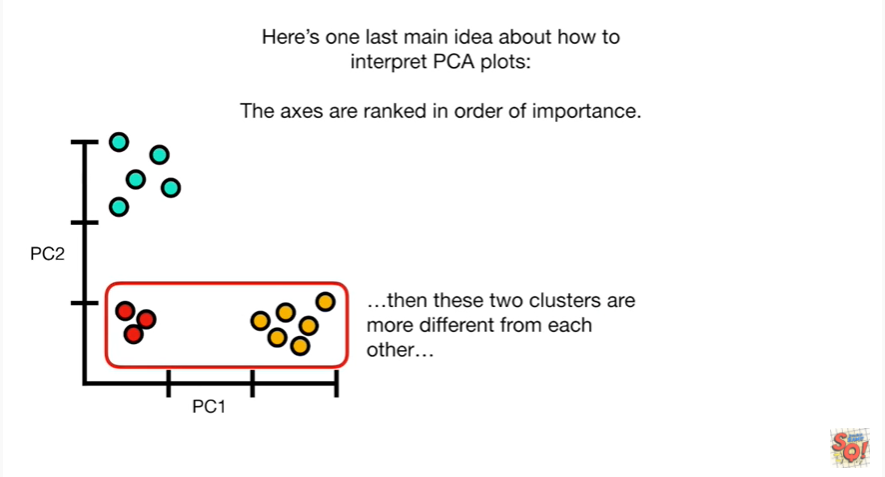 Here’s one last main idea about how to
interpret PCA plots:
The axes are ranked in order of importance.
PC2
…then these two clusters are
more different from each
other…
PC1
SQ!